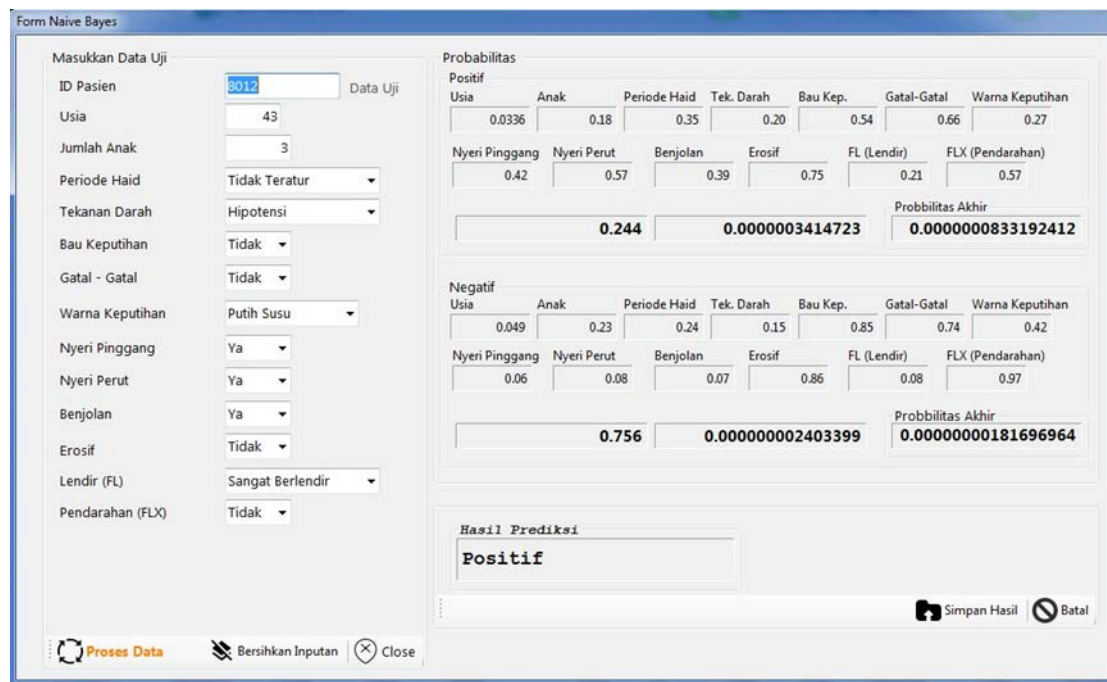 Form Naive Bayes
Masukkan Data Uji
ID Pasien 8012 Data Uji
Usia 43
Jumlah Anak 3
Periode Haid Tidak Teratur
Tekanan Darah Hipotensi
Bau Keputihan Tidak
Gatal - Gatal Tidak
Warna Keputihan Putih Susu
Nyeri Pinggang Ya
Nyeri Perut Ya
Benjolan Ya
Erosif Tidak
Lendir (FL) Sangat Berlendir
Pendarahan (FLX) Tidak
Proses Data Bersihkan Inputan Close
Probabilitas
Positif
Usia Anak Periode Haid Tek. Darah Bau Kep. Gatal-Gatal Warna Keputihan
0.0336 0.18 0.35 0.20 0.54 0.66 0.27
Nyeri Pinggang Nyeri Perut Benjolan Erosif FL (Lendir) FLX (Pendarahan)
0.42 0.57 0.39 0.75 0.21 0.57
Probbilitas Akhir
0.244 0.0000003414723 0.0000000833192412
Negatif
Usia Anak Periode Haid Tek. Darah Bau Kep. Gatal-Gatal Warna Keputihan
0.049 0.23 0.24 0.15 0.85 0.74 0.42
Nyeri Pinggang Nyeri Perut Benjolan Erosif FL (Lendir) FLX (Pendarahan)
0.06 0.08 0.07 0.86 0.08 0.97
Probbilitas Akhir
0.756 0.000000002403399 0.00000000181696964
Hasil Prediksi
Positif
Simpan Hasil Batal